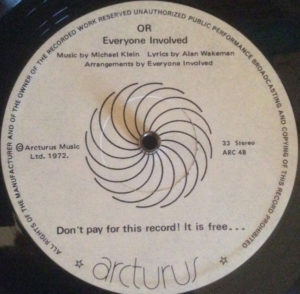 ALL RIGHTS OF THE MANUFACTURER AND OF THE OWNER OF THE RECORDED WORK RESERVED UNAUTHORIZED PUBLIC PERFORMANCE BROADCASTING AND COPYING OF THIS RECORD PROHIBITED
OR
Everyone Involved
Music by Michael Klein Lyrics by Alan Wakeman
Arrangements by Everyone Involved
Ⓟ Arcturus Music
Ltd. 1972.
33 Stereo
ARC 4B
Don't pay for this record! It is free...
arcturus